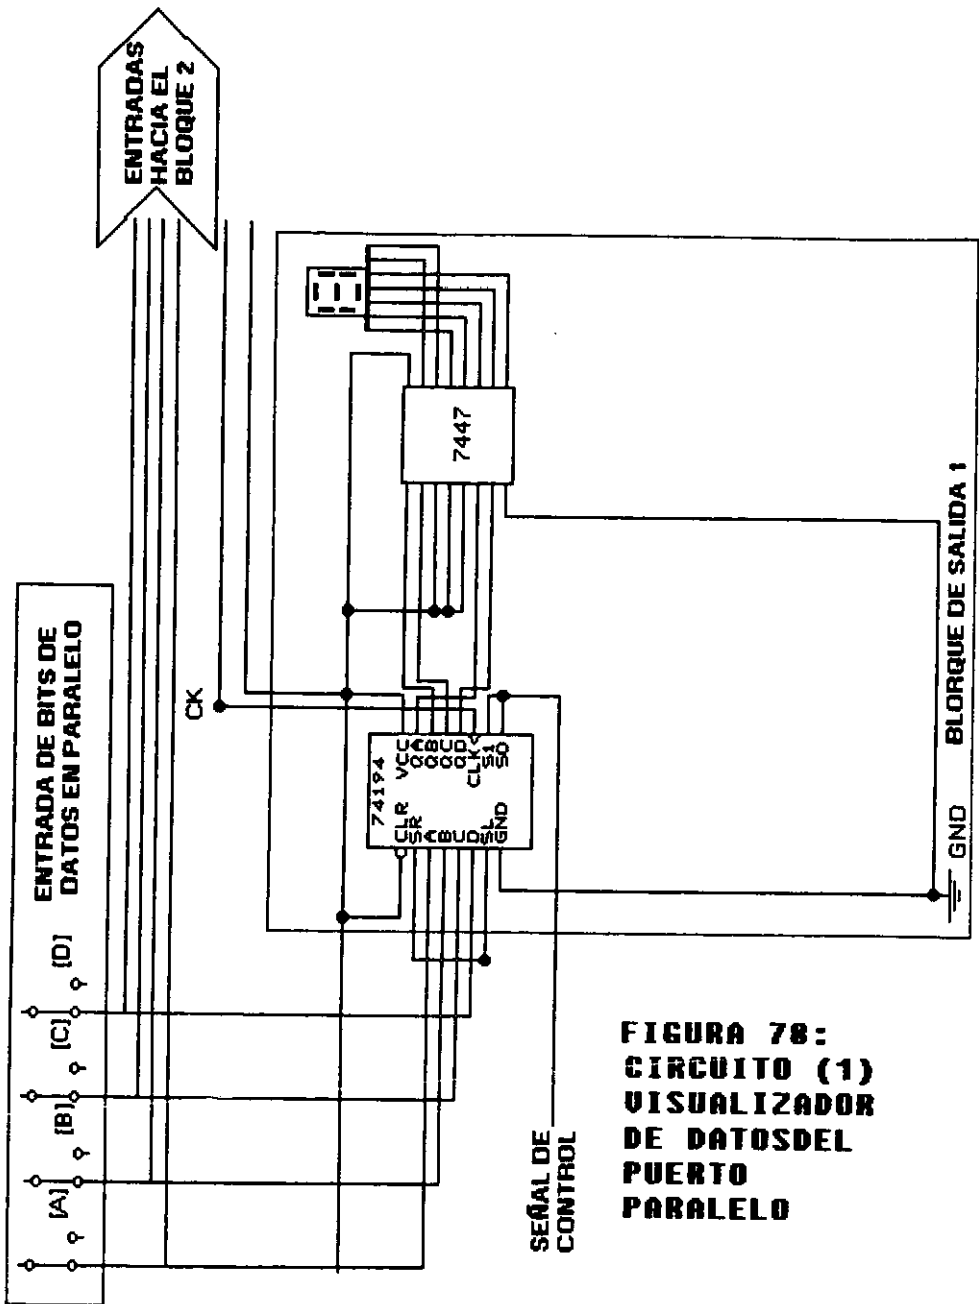 ENTRADA DE BITS DE
DATOS EN PARALELO
[A]
[B]
[C]
[D]
ENTRADAS
HACIA EL
BLOQUE 2
CK
74194
CLR
SR
A
B
C
D
SL
GND
VCC
QA
QB
QC
QD
CLK
S1
S0
7447
SEÑAL DE
CONTROL
GND
BLORQUE DE SALIDA 1
FIGURA 78:
CIRCUITO (1)
VISUALIZADOR
DE DATOSDEL
PUERTO
PARALELO